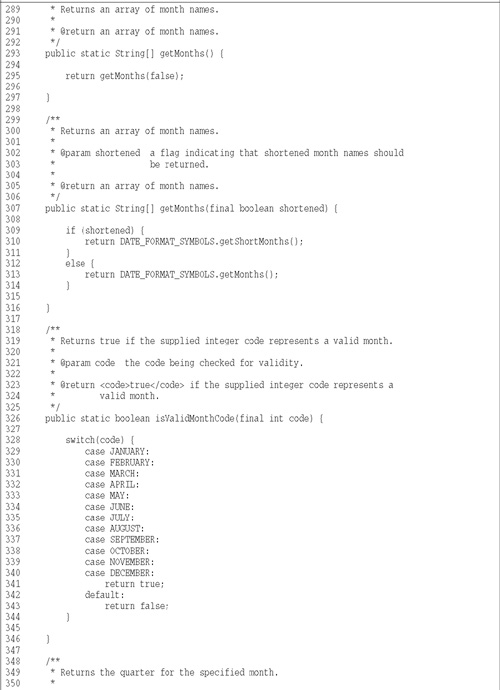 289      * Returns an array of month names.
290      *
291      * @return an array of month names.
292      */
293     public static String[] getMonths() {
294
295         return getMonths(false);
296
297     }
298
299     /**
300      * Returns an array of month names.
301      *
302      * @param shortened  a flag indicating that shortened month names should
303      *                   be returned.
304      *
305      * @return an array of month names.
306      */
307     public static String[] getMonths(final boolean shortened) {
308
309         if (shortened) {
310             return DATE_FORMAT_SYMBOLS.getShortMonths();
311         }
312         else {
313             return DATE_FORMAT_SYMBOLS.getMonths();
314         }
315
316     }
317
318     /**
319      * Returns true if the supplied integer code represents a valid month.
320      *
321      * @param code  the code being checked for validity.
322      *
323      * @return <code>true</code> if the supplied integer code represents a
324      *         valid month.
325      */
326     public static boolean isValidMonthCode(final int code) {
327
328         switch(code) {
329             case JANUARY:
330             case FEBRUARY:
331             case MARCH:
332             case APRIL:
333             case MAY:
334             case JUNE:
335             case JULY:
336             case AUGUST:
337             case SEPTEMBER:
338             case OCTOBER:
339             case NOVEMBER:
340             case DECEMBER:
341                 return true;
342             default:
343                 return false;
344         }
345
346     }
347
348     /**
349      * Returns the quarter for the specified month.
350      *